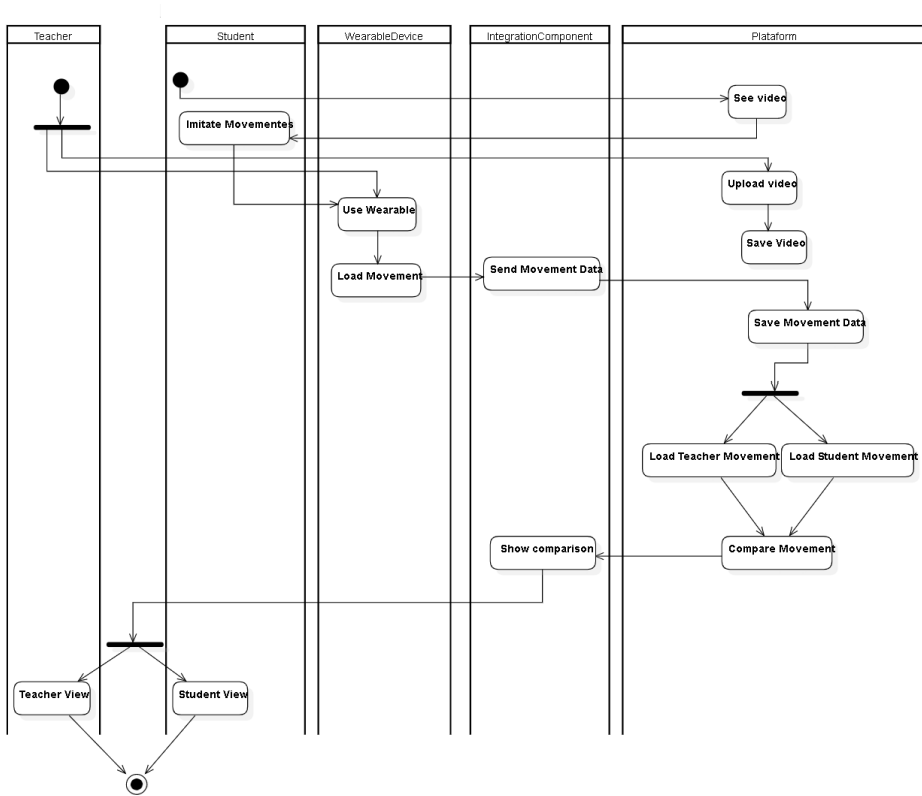 Teacher
Student
WearableDevice
IntegrationComponent
Plataform
See video
Imitate Movementes
Upload video
Use Wearable
Save Video
Load Movement
Send Movement Data
Save Movement Data
Load Teacher Movement
Load Student Movement
Show comparison
Compare Movement
Teacher View
Student View